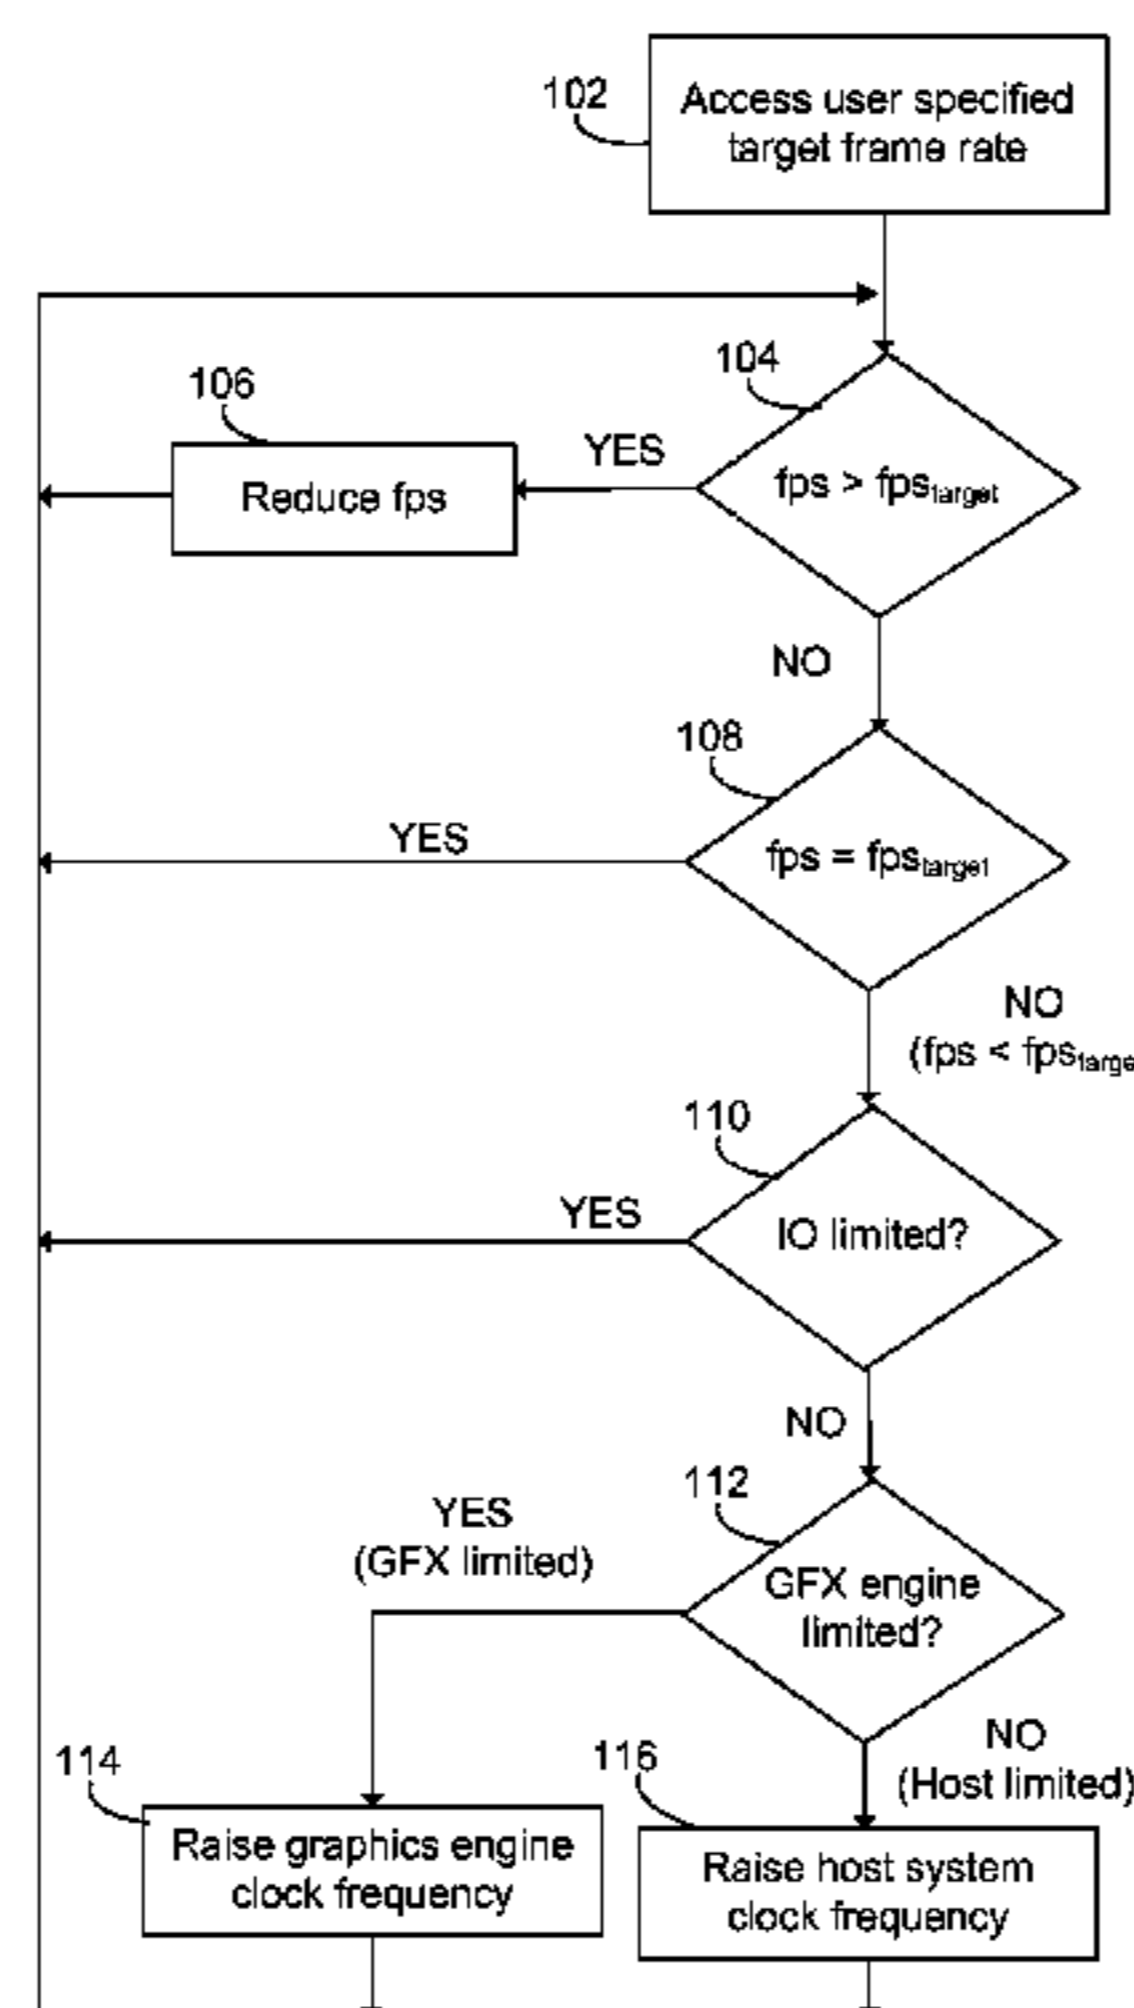 102
Access user specified
target frame rate
104
106
YES
Reduce fps
fps > fpstarget
NO
108
YES
fps = fpstarget
NO
(fps < fpstarge
110
YES
IO limited?
NO
112
YES
(GFX limited)
GFX engine
limited?
NO
(Host limited)
114
116
Raise graphics engine
clock frequency
Raise host system
clock frequency